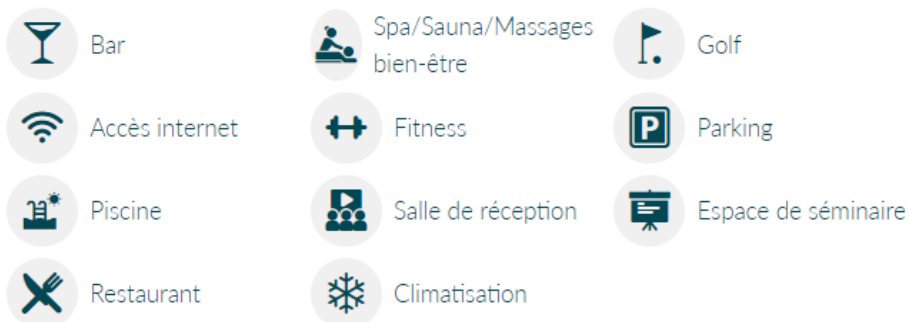 Bar
Spa/Sauna/Massages
bien-être
Golf
Accès internet
Fitness
P
Parking
Piscine
Salle de réception
Espace de séminaire
Restaurant
Climatisation